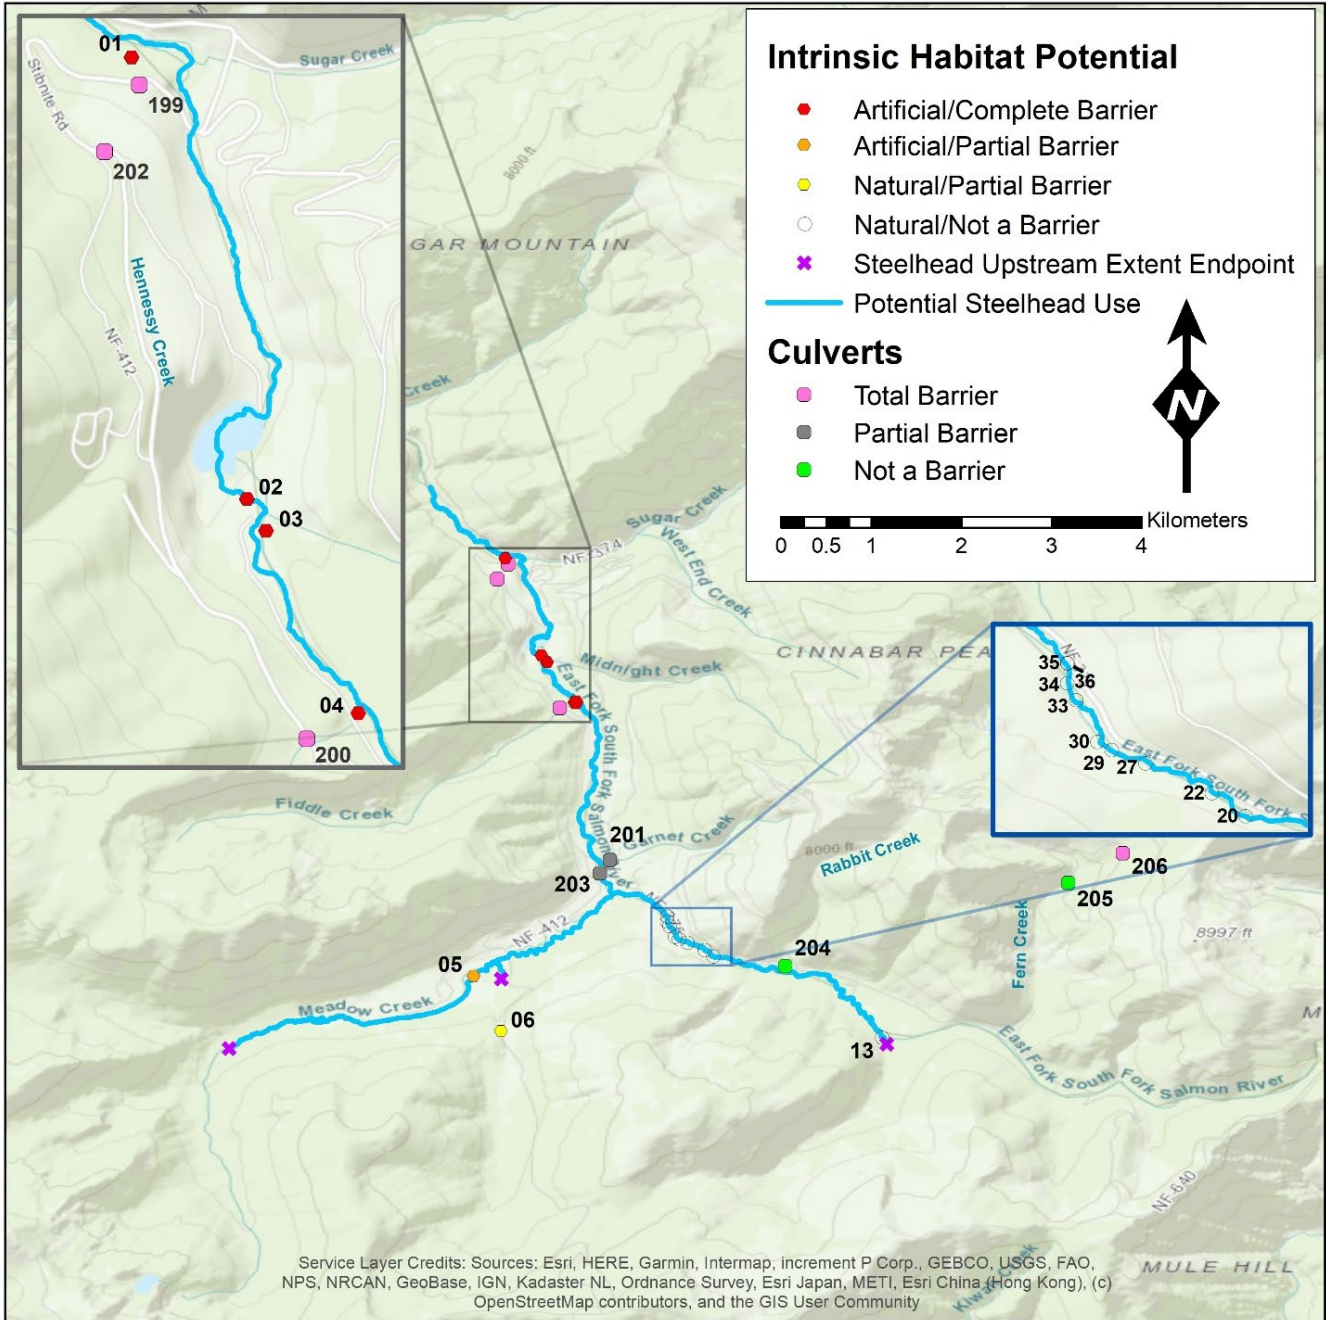 01
M
Sugar Creek
199
Stibnite Rd
202
Hennessy Creek
NF-412
02
03
04
200
Intrinsic Habitat Potential
Artificial/Complete Barrier
Artificial/Partial Barrier
Natural/Partial Barrier
Natural/Not a Barrier
Steelhead Upstream Extent Endpoint
Potential Steelhead Use
Culverts
Total Barrier
Partial Barrier
Not a Barrier
N
Kilometers
0 0.5 1 2 3 4
8000 ft
GAR MOUNTAIN
Creek
Sugar Creek
NF-374
West End Creek
Midnight Creek
CINNABAR PEA
East Fork South Fork Salmon River
Fiddle Creek
Garnet Creek
201
203
8000 ft
Rabbit Creek
35
36
34
33
30
29
27
22
20
East Fork South Fork S
206
205
8997 ft
Fern Creek
204
NF-412
05
Meadow Creek
06
13
East Fork South Fork Salmon River
M
NF-640
MULE HILL
Service Layer Credits: Sources: Esri, HERE, Garmin, Intermap, increment P Corp., GEBCO, USGS, FAO,
NPS, NRCAN, GeoBase, IGN, Kadaster NL, Ordnance Survey, Esri Japan, METI, Esri China (Hong Kong), (c)
OpenStreetMap contributors, and the GIS User Community
Creek